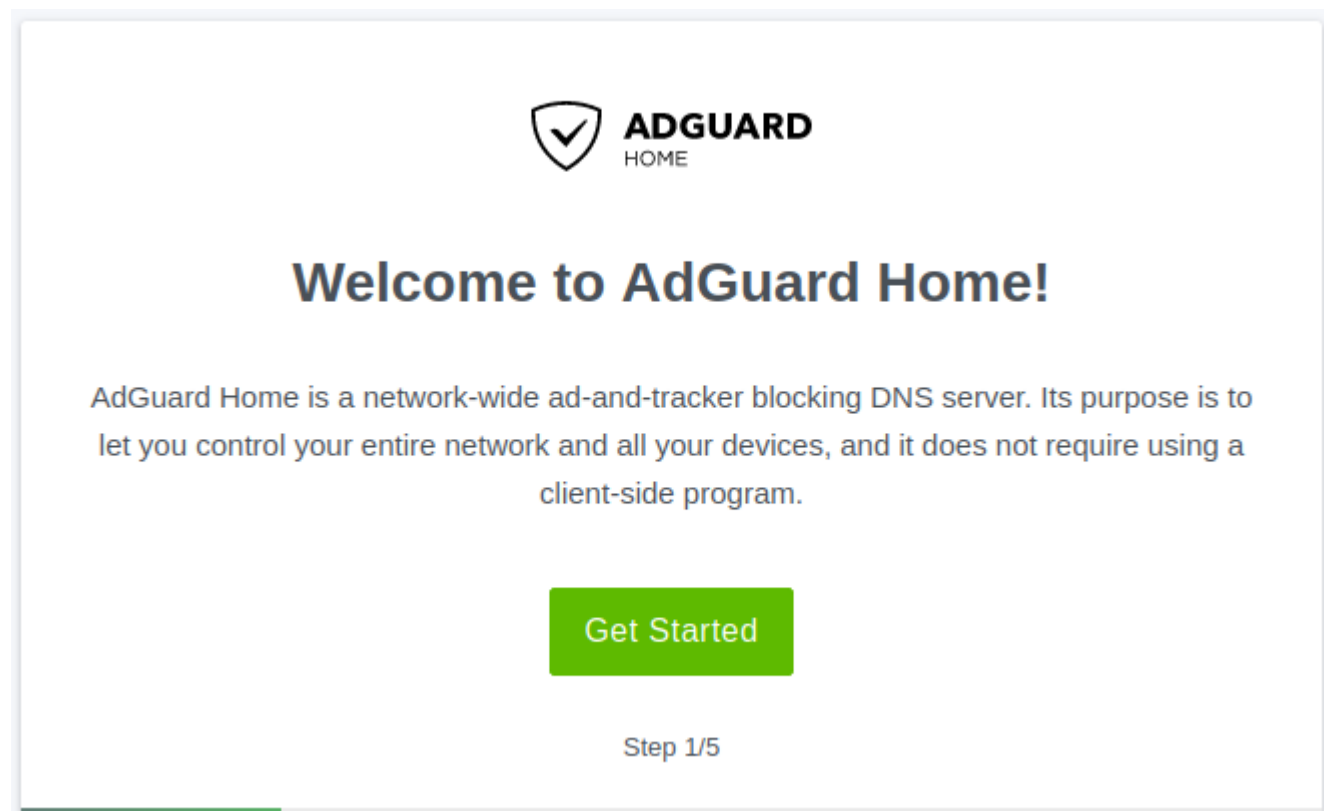 ADGUARD
HOME
Welcome to AdGuard Home!
AdGuard Home is a network-wide ad-and-tracker blocking DNS server. Its purpose is to
let you control your entire network and all your devices, and it does not require using a
client-side program.
Get Started
Step 1/5